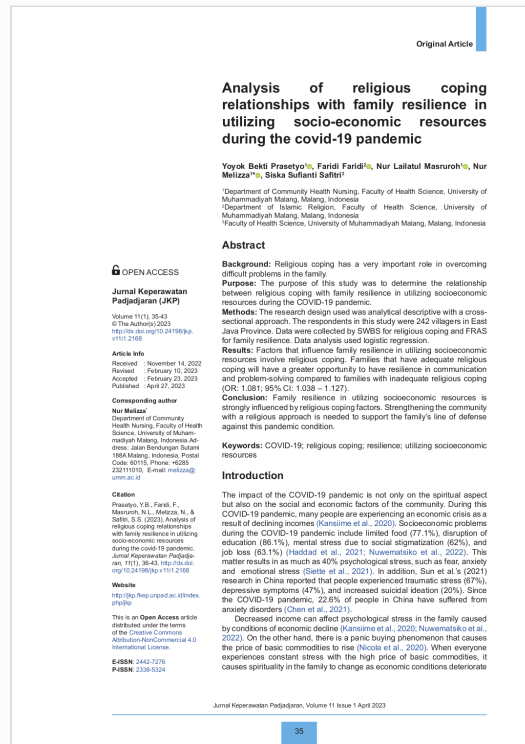 Original Article
Analysis of religious coping
relationships with family resilience in
utilizing socio-economic resources
during the covid-19 pandemic
Yoyok Bekti Prasetyo¹, Faridi Faridi², Nur Lailatul Masruroh¹, Nur
Melizza¹*, Siska Sufianti Safitri³
¹Department of Community Health Nursing, Faculty of Health Science, University of
Muhammadiyah Malang, Malang, Indonesia
²Department of Islamic Religion, Faculty of Health Science, University of
Muhammadiyah Malang, Malang, Indonesia
³Faculty of Health Science, University of Muhammadiyah Malang, Malang, Indonesia
Abstract
Background: Religious coping has a very important role in overcoming
difficult problems in the family.
Purpose: The purpose of this study was to determine the relationship
between religious coping with family resilience in utilizing socioeconomic
resources during the COVID-19 pandemic.
Methods: The research design used was analytical descriptive with a cross-
sectional approach. The respondents in this study were 242 villagers in East
Java Province. Data were collected by SWBS for religious coping and FRAS
for family resilience. Data analysis used logistic regression.
Results: Factors that influence family resilience in utilizing socioeconomic
resources involve religious coping. Families that have adequate religious
coping will have a greater opportunity to have resilience in communication
and problem-solving compared to families with inadequate religious coping
(OR: 1.081; 95% CI: 1.038 – 1.127).
Conclusion: Family resilience in utilizing socioeconomic resources is
strongly influenced by religious coping factors. Strengthening the community
with a religious approach is needed to support the family's line of defense
against this pandemic condition.
Keywords: COVID-19; religious coping; resilience; utilizing socioeconomic
resources
Introduction
The impact of the COVID-19 pandemic is not only on the spiritual aspect
but also on the social and economic factors of the community. During this
COVID-19 pandemic, many people are experiencing an economic crisis as a
result of declining incomes (Kansiime et al., 2020). Socioeconomic problems
during the COVID-19 pandemic include limited food (77.1%), disruption of
education (86.1%), mental stress due to social stigmatization (62%), and
job loss (63.1%) (Haddad et al., 2021; Nuwematsiko et al., 2022). This
matter results in as much as 40% psychological stress, such as fear, anxiety
and emotional stress (Siette et al., 2021). In addition, Sun et al.'s (2021)
research in China reported that people experienced traumatic stress (67%),
depressive symptoms (47%), and increased suicidal ideation (20%). Since
the COVID-19 pandemic, 22.6% of people in China have suffered from
anxiety disorders (Chen et al., 2021).
Decreased income can affect psychological stress in the family caused
by conditions of economic decline (Kansiime et al., 2020; Nuwematsiko et al.,
2022). On the other hand, there is a panic buying phenomenon that causes
the price of basic commodities to rise (Nicola et al., 2020). When everyone
experiences constant stress with the high price of basic commodities, it
causes spirituality in the family to change as economic conditions deteriorate
OPEN ACCESS
Jurnal Keperawatan
Padjadjaran (JKP)
Volume 11(1), 35-43
© The Author(s) 2023
http://dx.doi.org/10.24198/jkp.
v11i1.2168
Article Info
Received : November 14, 2022
Revised : February 10, 2023
Accepted : February 23, 2023
Published : April 27, 2023
Corresponding author
Nur Melizza*
Department of Community
Health Nursing, Faculty of Health
Science, University of Muham-
madiyah Malang, Indonesia.Ad-
dress: Jalan Bendungan Sutami
188A Malang, Indonesia, Postal
Code: 60115, Phone: +6285
232111010, E-mail: melizza@
umm.ac.id
Citation
Prasetyo, Y.B., Faridi, F.,
Masruroh, N.L., Melizza, N., &
Safitri, S.S. (2023). Analysis of
religious coping relationships
with family resilience in utilizing
socio-economic resources
during the covid-19 pandemic.
Jurnal Keperawatan Padjadja-
ran, 11(1), 36-43. http://dx.doi.
org/10.24198/jkp.v11i1.2168
Website
http://jkp.fkep.unpad.ac.id/index.
php/jkp
This is an Open Access article
distributed under the terms
of the Creative Commons
Attribution-NonCommercial 4.0
International License.
E-ISSN: 2442-7276
P-ISSN: 2338-5324
Jurnal Keperawatan Padjadjaran, Volume 11 Issue 1 April 2023
35